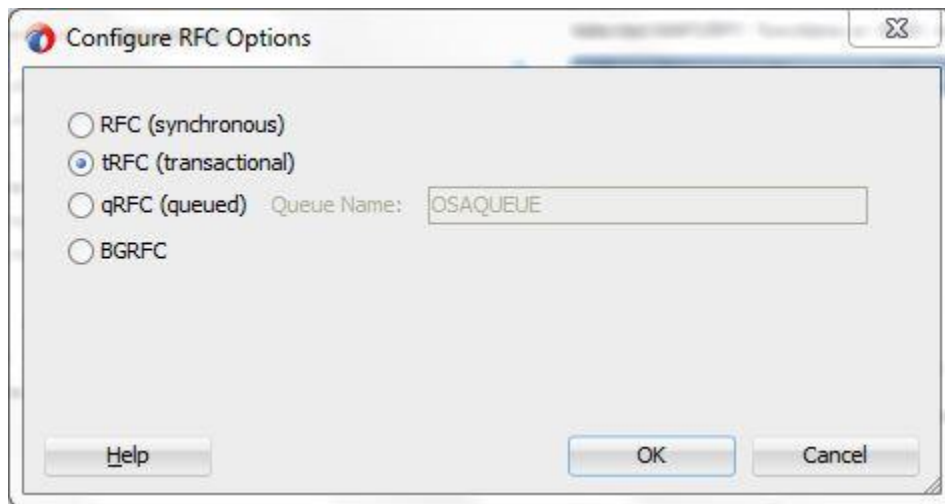 Configure RFC Options
RFC (synchronous)
tRFC (transactional)
qRFC (queued) Queue Name: OSAQUEUE
BGRFC
Help OK Cancel